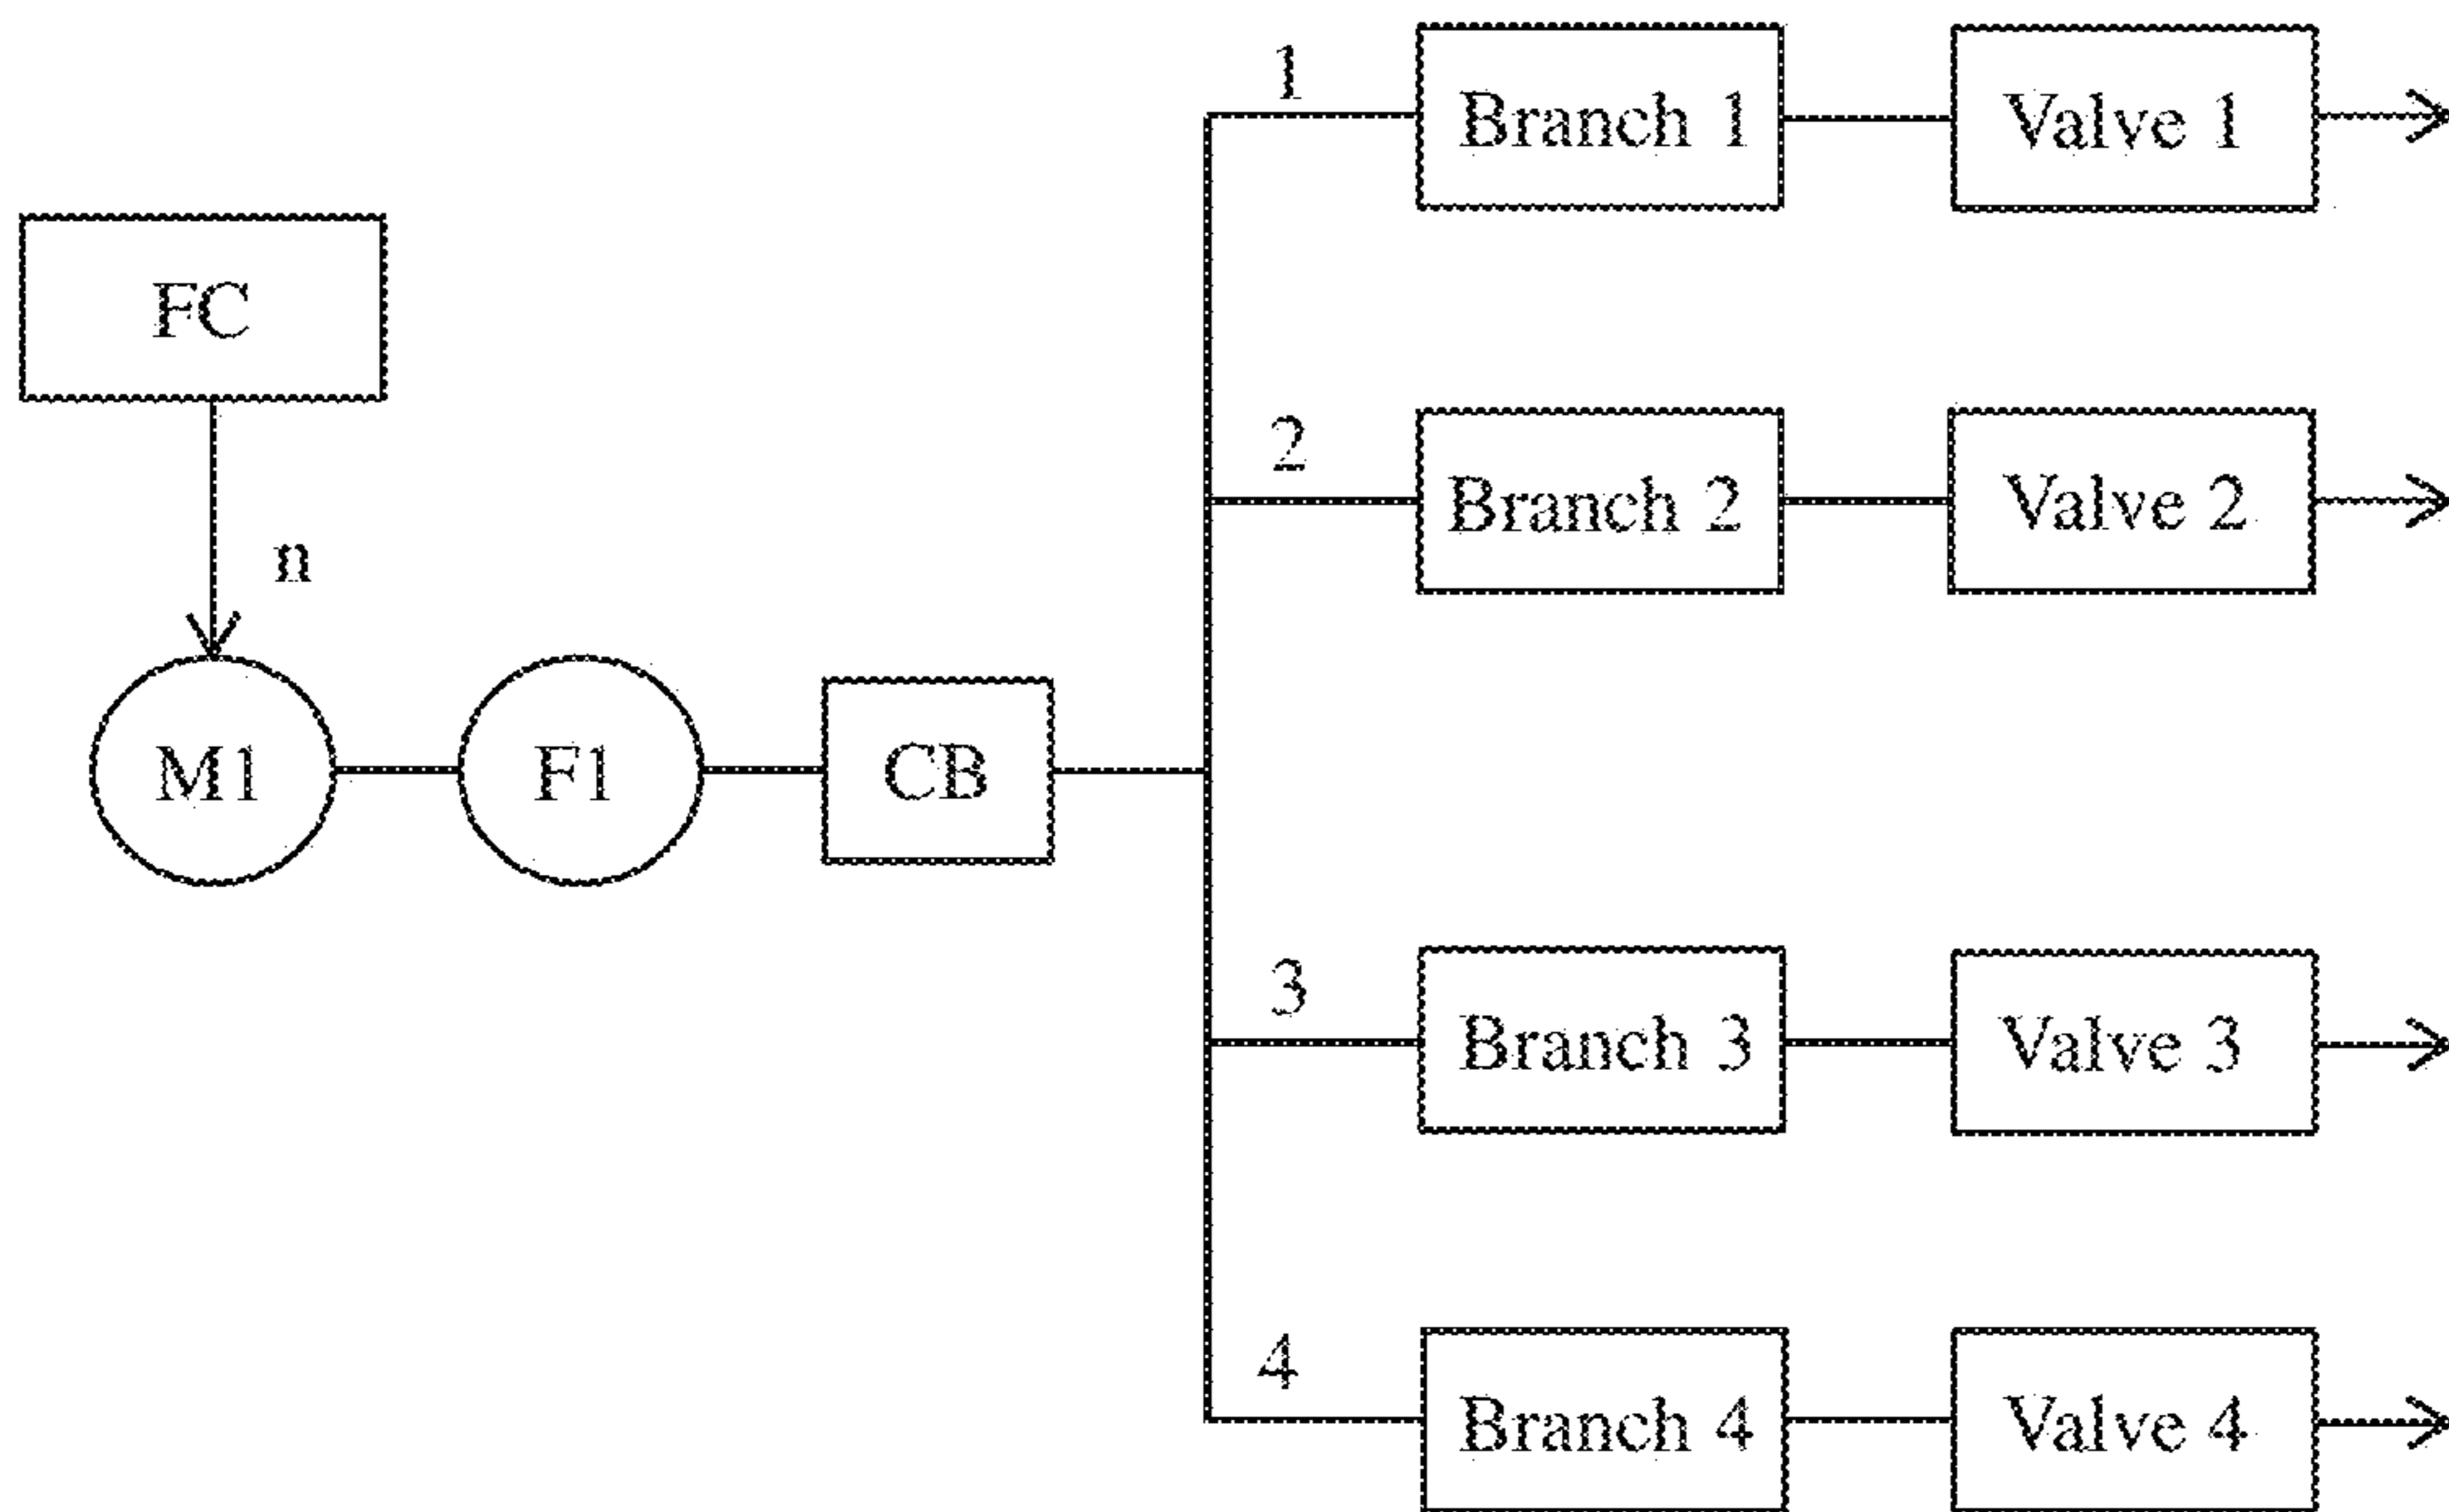 1
Branch 1
Valve 1
FC
2
Branch 2
Valve 2
n
M1
F1
CB
3
Branch 3
Valve 3
4
Branch 4
Valve 4